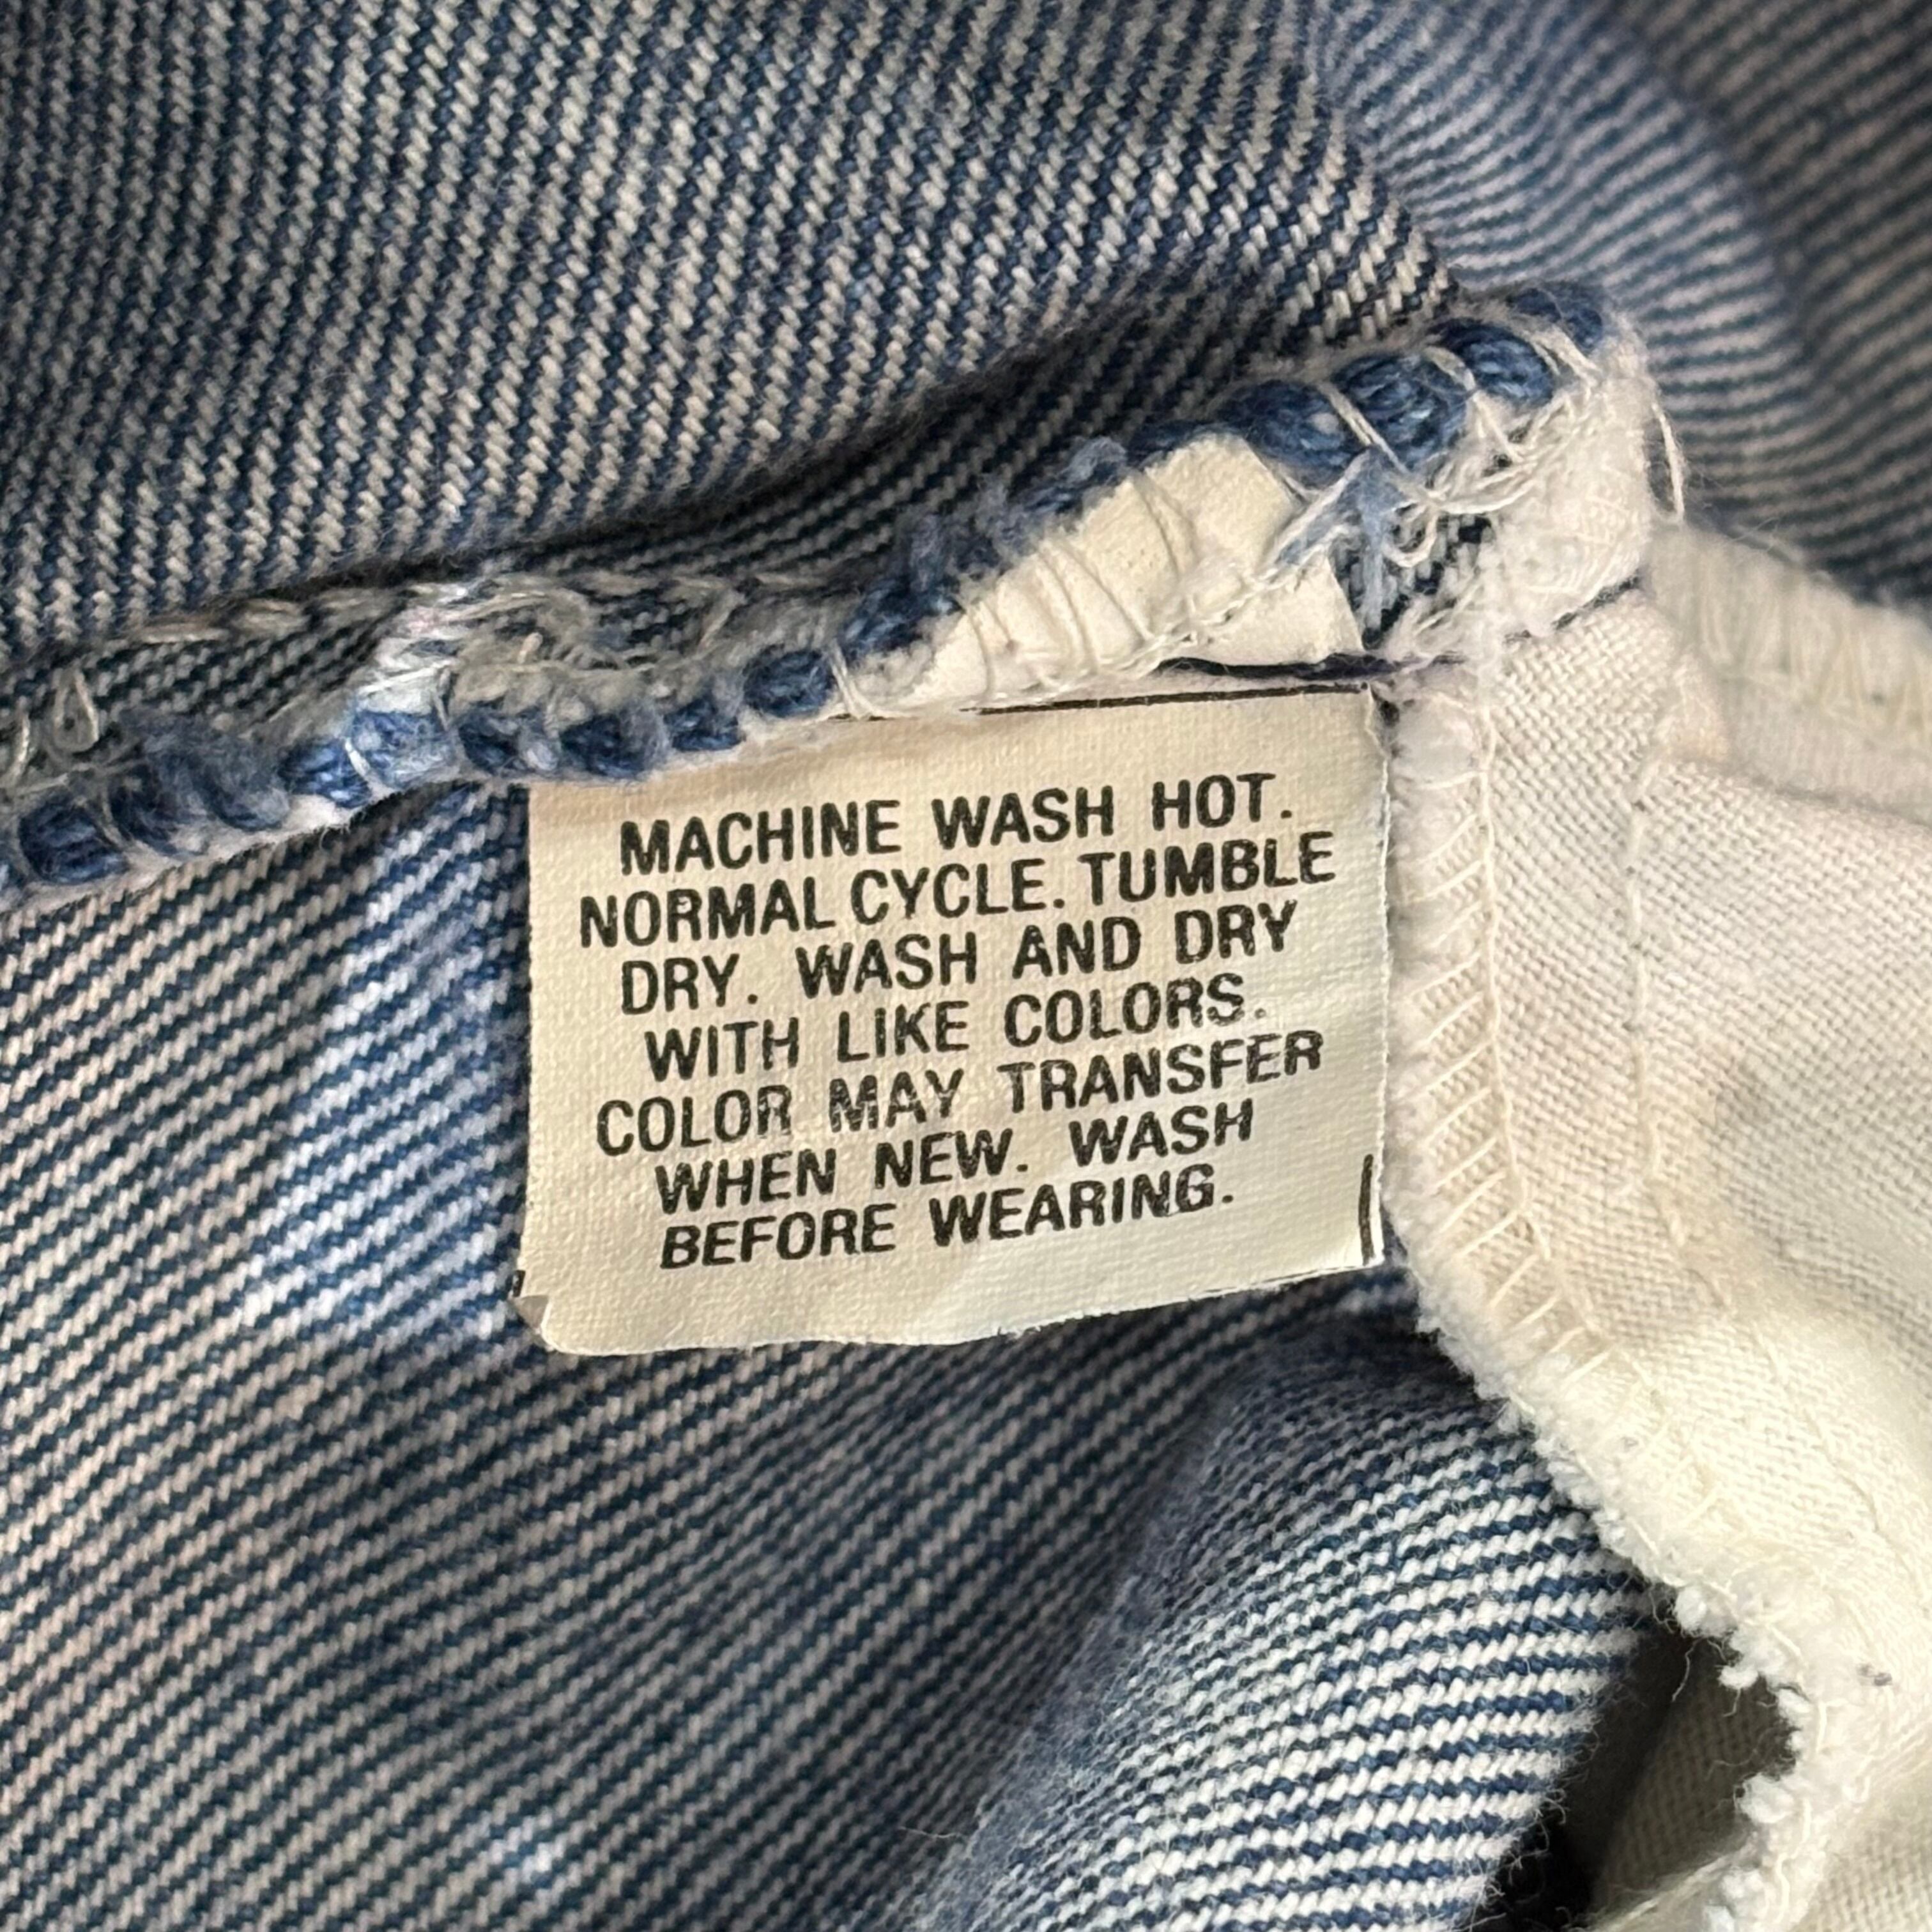 MACHINE WASH HOT.
NORMAL CYCLE. TUMBLE
DRY. WASH AND DRY
WITH LIKE COLORS.
COLOR MAY TRANSFER
WHEN NEW. WASH
BEFORE WEARING.